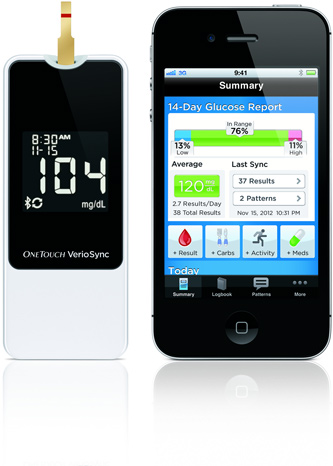 8:30AM
11-15
104
mg/dL
ONETOUCH VerioSync
3G 9:41
Summary
14-Day Glucose Report
In Range
76%
13%
Low
11%
High
Average
120 mg/dL
2.7 Results/Day
38 Total Results
Last Sync
37 Results >
2 Patterns >
Nov 15, 2012 10:31 PM
+ Result
+ Carbs
+ Activity
+ Meds
Today
Summary
Logbook
Patterns
More